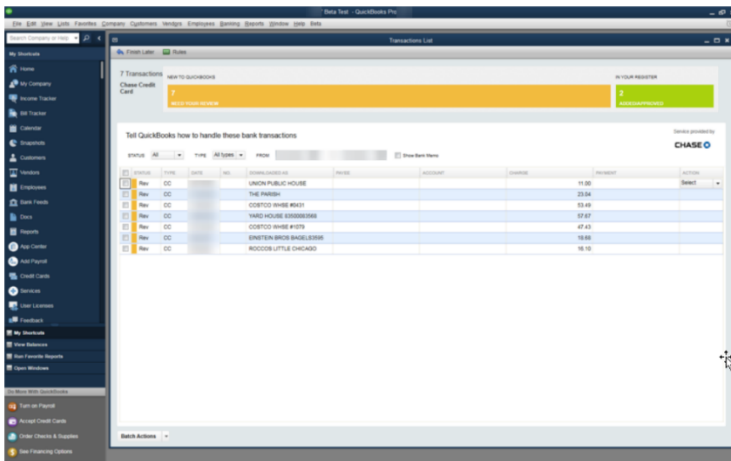 Beta Test - QuickBooks Pro
File Edit View Lists Favorites Company Customers Vendors Employees Banking Reports Window Help Beta
Search Company or Help
Transactions List
My Shortcuts
Finish Later Rules
Home
My Company
Income Tracker
Bill Tracker
Calendar
Snapshots
Customers
Vendors
Employees
Bank Feeds
Docs
Reports
App Center
Add Payroll
Credit Cards
Services
User Licenses
Feedback
My Shortcuts
View Balances
Run Favorite Reports
Open Windows
Do More With QuickBooks
Turn on Payroll
Accept Credit Cards
Order Checks & Supplies
See Financing Options
7 Transactions
Chase Credit
Card
NEW TO QUICKBOOKS
7
NEED YOUR REVIEW
IN YOUR REGISTER
2
ADDED/APPROVED
Tell QuickBooks how to handle these bank transactions
Service provided by
CHASE
STATUS All TYPE All types FROM Show Bank Memo
STATUS TYPE DATE NO. DOWNLOADED AS PAYEE ACCOUNT CHARGE PAYMENT ACTION
Rev CC UNION PUBLIC HOUSE 11.00 Select
Rev CC THE PARISH 23.04
Rev CC COSTCO WHSE #0431 53.49
Rev CC YARD HOUSE 57.67
Rev CC COSTCO WHSE #1079 47.43
Rev CC EINSTEIN BROS BAGELS3595
Rev CC ROCCOS LITTLE CHICAGO 16.10
Batch Actions